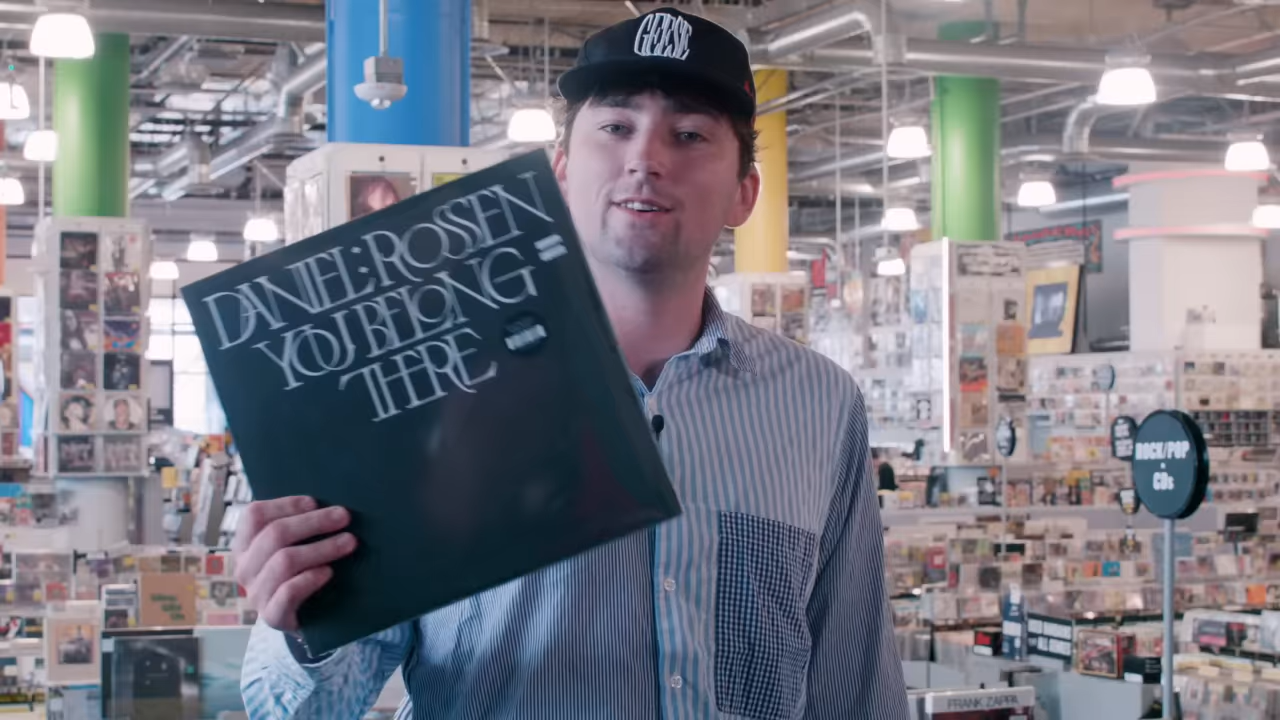 GEESE
DANIEL ROSSEN
YOU BELONG
THERE
ROCK/POP
CDs
FRANK ZAPPA